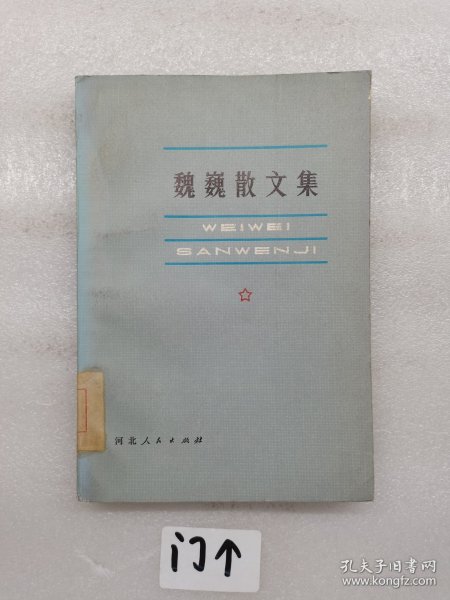 魏巍散文集
WEIWEI
SANWENJI
河北人民出版社
门个
孔夫子旧书网
www.kongfz.com